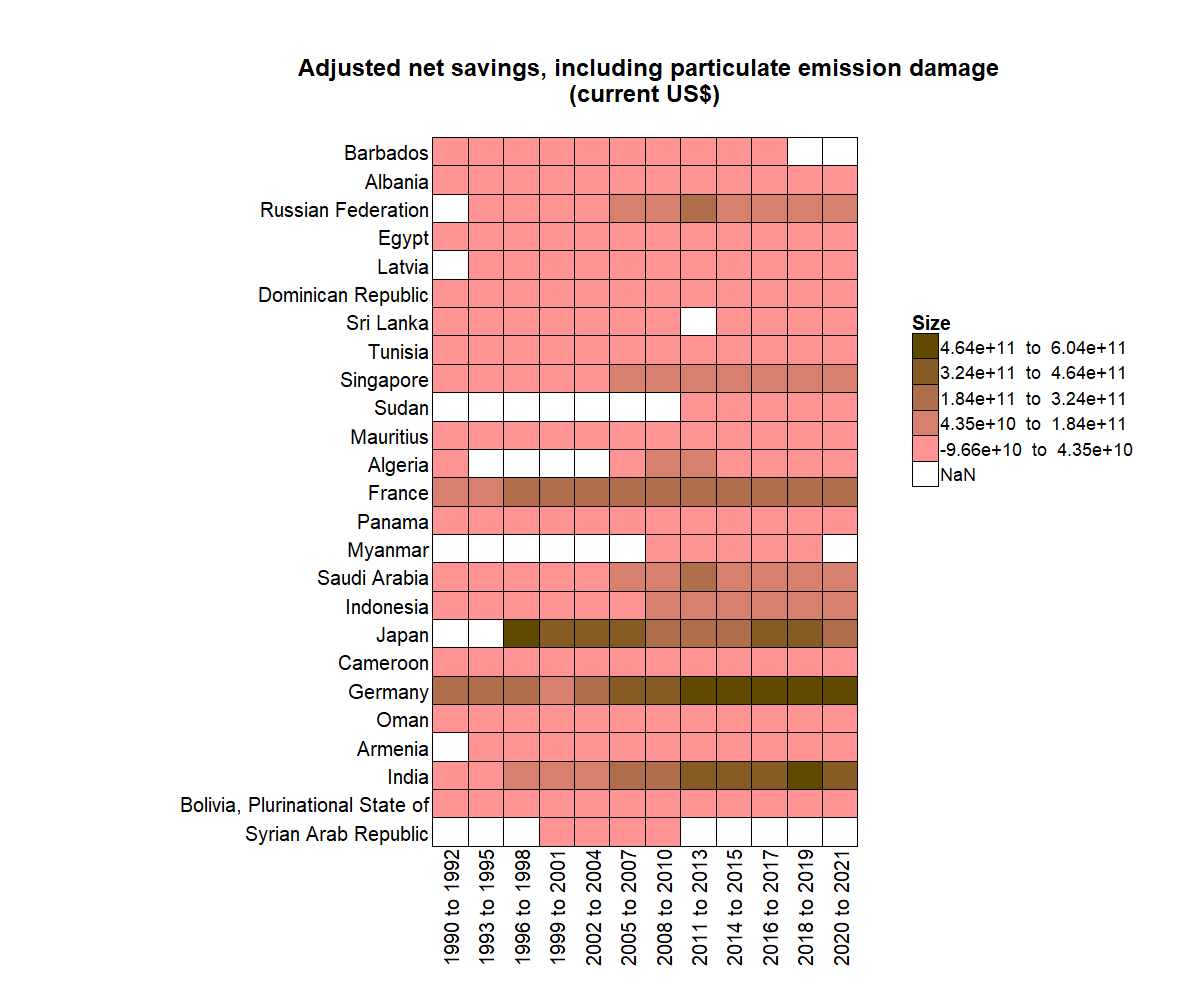 Adjusted net savings, including particulate emission damage
(current US$)
Barbados
Albania
Russian Federation
Egypt
Latvia
Dominican Republic
Sri Lanka
Tunisia
Singapore
Sudan
Mauritius
Algeria
France
Panama
Myanmar
Saudi Arabia
Indonesia
Japan
Cameroon
Germany
Oman
Armenia
India
Bolivia, Plurinational State of
Syrian Arab Republic
1990 to 1992
1993 to 1995
1996 to 1998
1999 to 2001
2002 to 2004
2005 to 2007
2008 to 2010
2011 to 2013
2014 to 2015
2016 to 2017
2018 to 2019
2020 to 2021
Size
4.64e+11 to 6.04e+11
3.24e+11 to 4.64e+11
1.84e+11 to 3.24e+11
4.35e+10 to 1.84e+11
-9.66e+10 to 4.35e+10
NaN